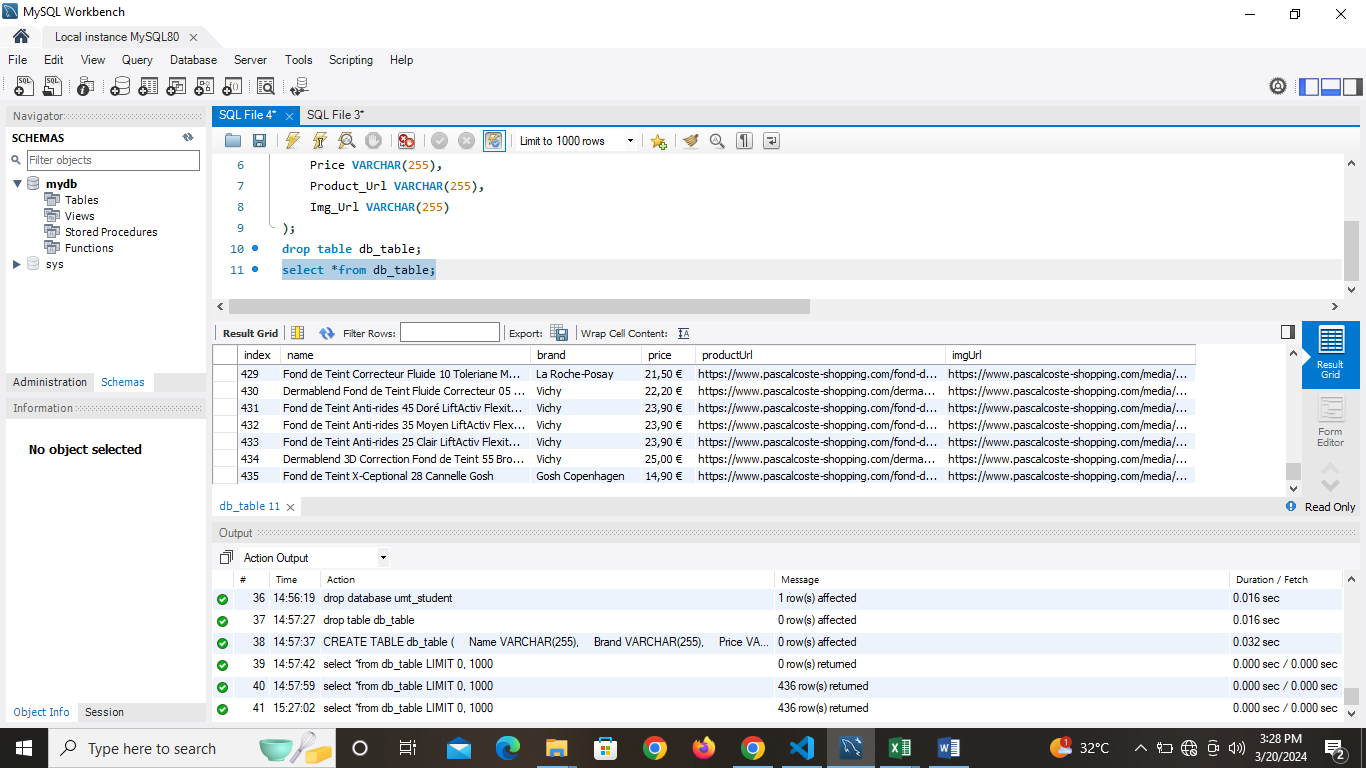 MySQL Workbench
Local instance MySQL80
File Edit View Query Database Server Tools Scripting Help
Navigator
SCHEMAS
Filter objects
mydb
Tables
Views
Stored Procedures
Functions
sys
Administration Schemas
Information
No object selected
Object Info Session
SQL File 4* SQL File 3*
Limit to 1000 rows
6 Price VARCHAR(255),
7 Product_Url VARCHAR(255),
8 Img_Url VARCHAR(255)
9 );
10 drop table db_table;
11 select *from db_table;
Result Grid Filter Rows: Export: Wrap Cell Content:
index name brand price productUrl imgUrl
429 Fond de Teint Correcteur Fluide 10 Toleriane M... La Roche-Posay 21,50 € https://www.pascalcoste-shopping.com/fond-d... https://www.pascalcoste-shopping.com/media/...
430 Dermablend Fond de Teint Fluide Correcteur 05 ... Vichy 22,20 € https://www.pascalcoste-shopping.com/derma... https://www.pascalcoste-shopping.com/media/...
431 Fond de Teint Anti-rides 45 Doré LiftActiv Flexit... Vichy 23,90 € https://www.pascalcoste-shopping.com/fond-d... https://www.pascalcoste-shopping.com/media/...
432 Fond de Teint Anti-rides 35 Moyen LiftActiv Flexi... Vichy 23,90 € https://www.pascalcoste-shopping.com/fond-d... https://www.pascalcoste-shopping.com/media/...
433 Fond de Teint Anti-rides 25 Clair LiftActiv Flexit... Vichy 23,90 € https://www.pascalcoste-shopping.com/fond-d... https://www.pascalcoste-shopping.com/media/...
434 Dermablend 3D Correction Fond de Teint 55 Bro... Vichy 25,00 € https://www.pascalcoste-shopping.com/fond-d... https://www.pascalcoste-shopping.com/media/...
435 Fond de Teint X-Ceptional 28 Cannelle Gosh Gosh Copenhagen 14,90 € https://www.pascalcoste-shopping.com/fond-d... https://www.pascalcoste-shopping.com/media/...
Result
Grid
Form
Editor
db_table 11
Read Only
Output
Action Output
# Time Action Message Duration / Fetch
36 14:56:19 drop database umt_student 1 row(s) affected 0.016 sec
37 14:57:27 drop table db_table 0 row(s) affected 0.016 sec
38 14:57:37 CREATE TABLE db_table ( Name VARCHAR(255), Brand VARCHAR(255), Price VA... 0 row(s) affected 0.032 sec
39 14:57:42 select *from db_table LIMIT 0, 1000 0 row(s) returned 0.000 sec / 0.000 sec
40 14:57:59 select *from db_table LIMIT 0, 1000 436 row(s) returned 0.000 sec / 0.000 sec
41 15:27:02 select *from db_table LIMIT 0, 1000 436 row(s) returned 0.000 sec / 0.000 sec
Type here to search
1
32°C
3:28 PM
3/20/2024
2